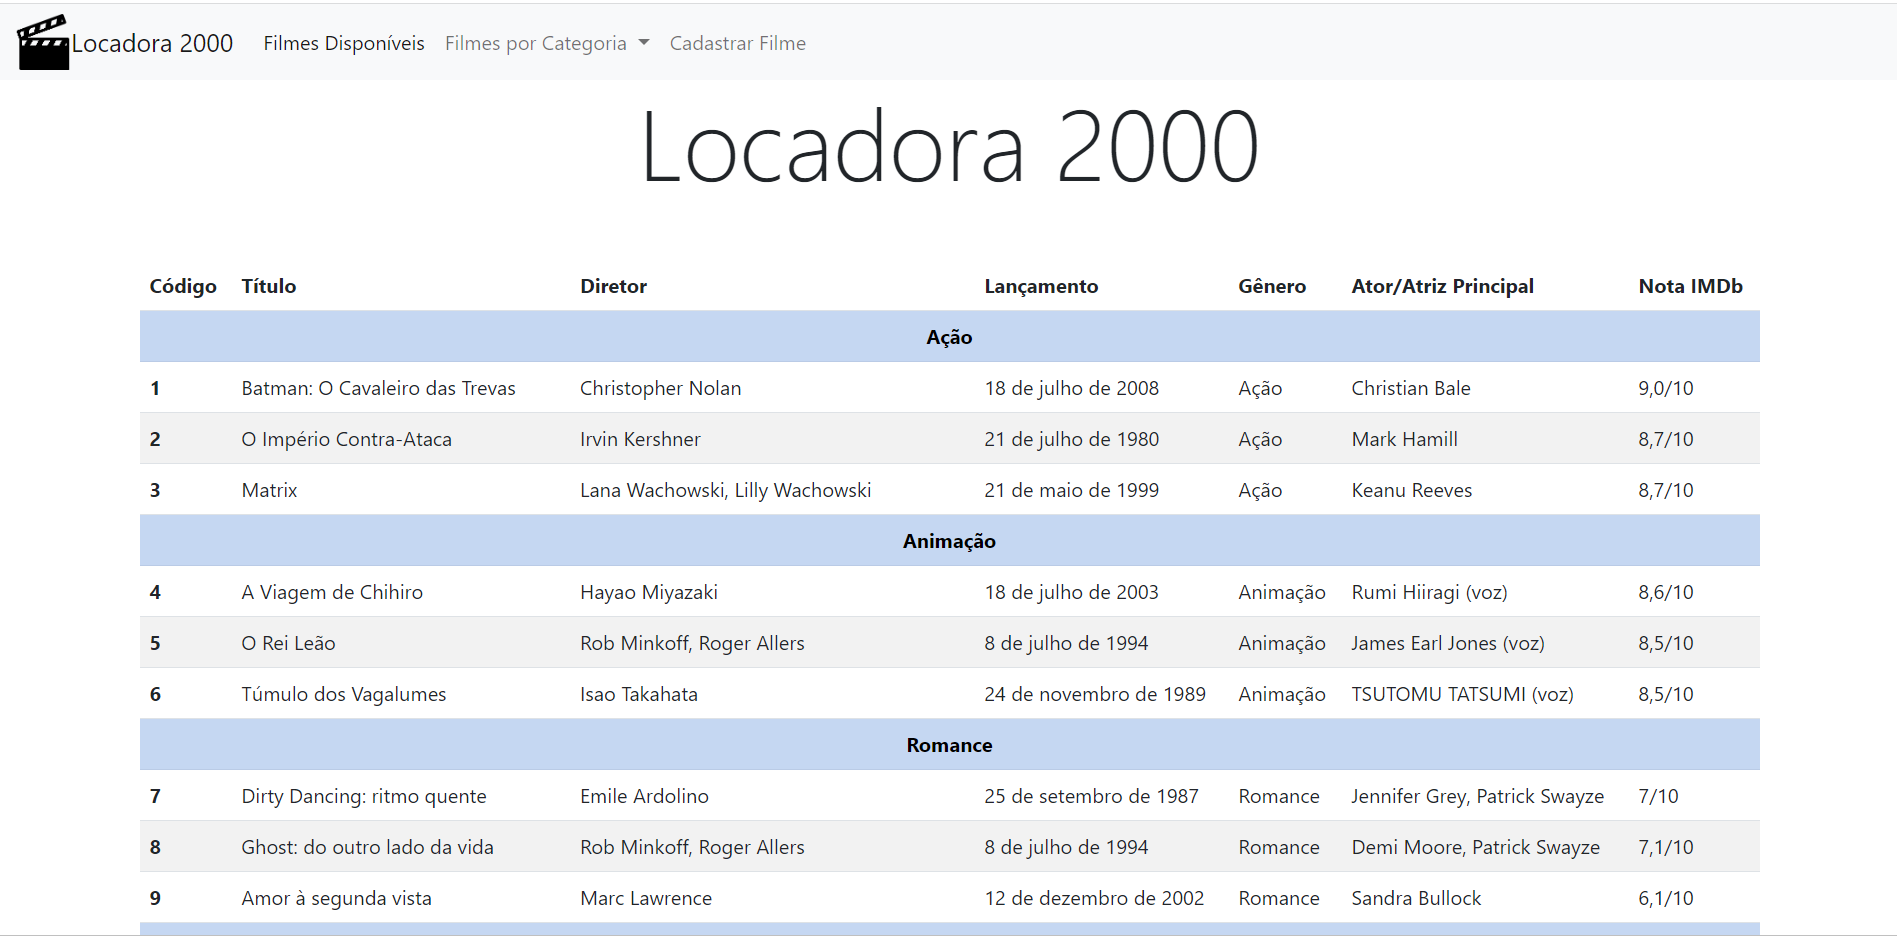 Locadora 2000 Filmes Disponíveis Filmes por Categoria Cadastrar Filme
Locadora 2000
Código Título Diretor Lançamento Gênero Ator/Atriz Principal Nota IMDb
Ação
1 Batman: O Cavaleiro das Trevas Christopher Nolan 18 de julho de 2008 Ação Christian Bale 9,0/10
2 O Império Contra-Ataca Irvin Kershner 21 de julho de 1980 Ação Mark Hamill 8,7/10
3 Matrix Lana Wachowski, Lilly Wachowski 21 de maio de 1999 Ação Keanu Reeves 8,7/10
Animação
4 A Viagem de Chihiro Hayao Miyazaki 18 de julho de 2003 Animação Rumi Hiiragi (voz) 8,6/10
5 O Rei Leão Rob Minkoff, Roger Allers 8 de julho de 1994 Animação James Earl Jones (voz) 8,5/10
6 Túmulo dos Vagalumes Isao Takahata 24 de novembro de 1989 Animação TSUTOMU TATSUMI (voz) 8,5/10
Romance
7 Dirty Dancing: ritmo quente Emile Ardolino 25 de setembro de 1987 Romance Jennifer Grey, Patrick Swayze 7/10
8 Ghost: do outro lado da vida Rob Minkoff, Roger Allers 8 de julho de 1994 Romance Demi Moore, Patrick Swayze 7,1/10
9 Amor à segunda vista Marc Lawrence 12 de dezembro de 2002 Romance Sandra Bullock 6,1/10